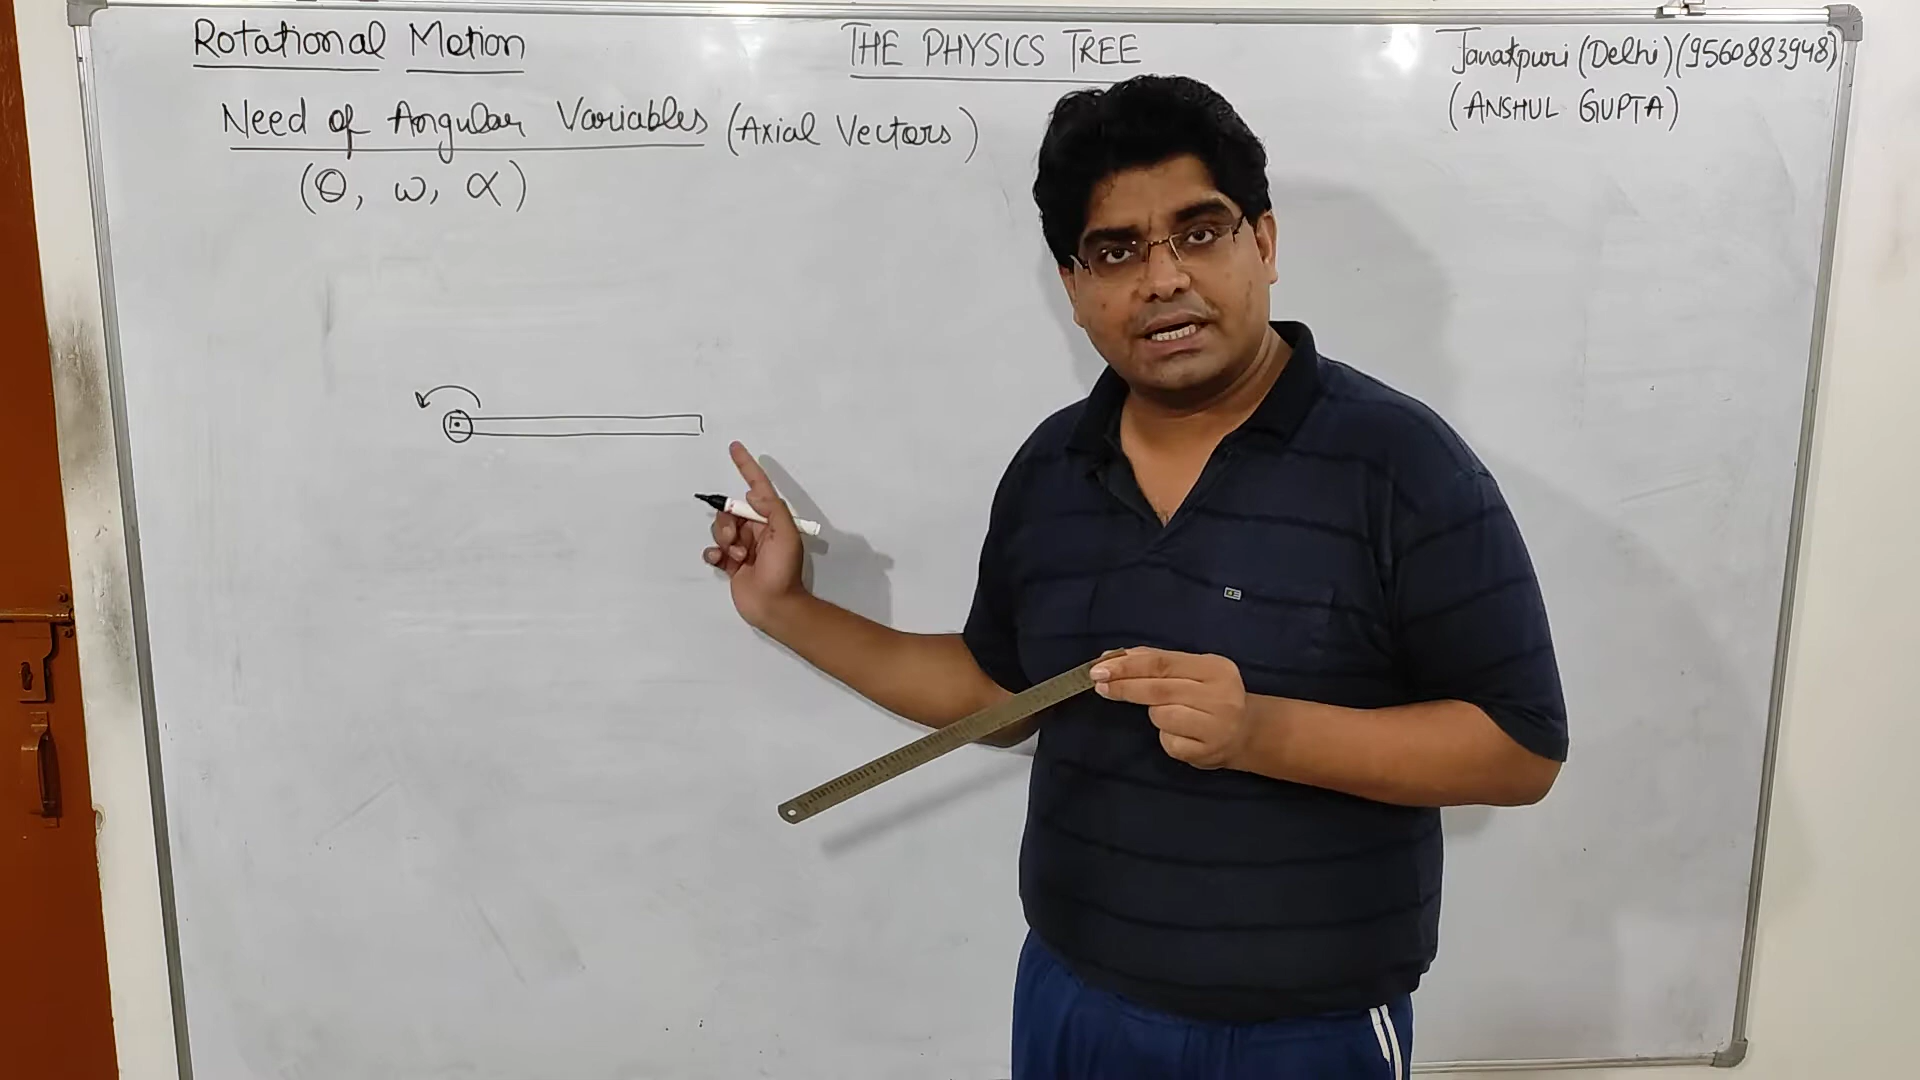 Rotational Motion
THE PHYSICS TREE
Janakpuri (Delhi) (9560883948)
(ANSHUL GUPTA)
Need of Angular Variables (Axial Vectors)
(θ, ω, α)